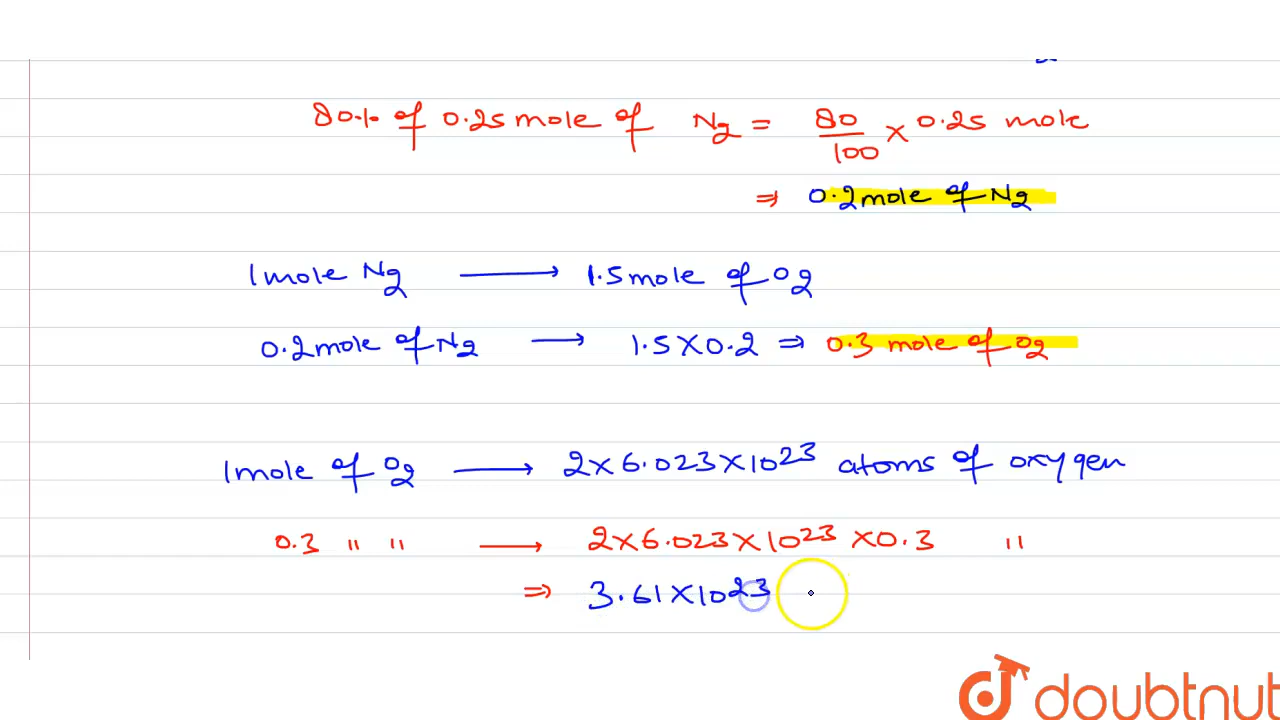 80% of 0.25 mole of N2 = 80/100 × 0.25 mole
⇒ 0.2 mole of N2
1 mole N2 ⟶ 1.5 mole of O2
0.2 mole of N2 ⟶ 1.5 × 0.2 ⇒ 0.3 mole of O2
1 mole of O2 ⟶ 2 × 6.023 × 10^23 atoms of oxygen
0.3 " " ⟶ 2 × 6.023 × 10^23 × 0.3 "
⇒ 3.61 × 10^23
doubtnut